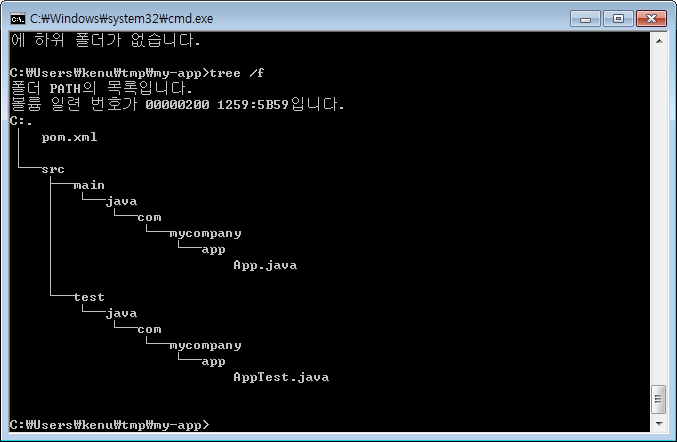 C:₩Windows₩system32₩cmd.exe
에 하위 폴더가 없습니다.
C:₩Users₩kenu₩tmp₩my-app>tree /f
폴더 PATH의 목록입니다.
볼륨 일련 번호가 00000200 1259:5B59입니다.
C:.
│   pom.xml
│
└─src
    ├─main
    │  └─java
    │      └─com
    │          └─mycompany
    │              └─app
    │                      App.java
    │
    └─test
        └─java
            └─com
                └─mycompany
                    └─app
                            AppTest.java
C:₩Users₩kenu₩tmp₩my-app>